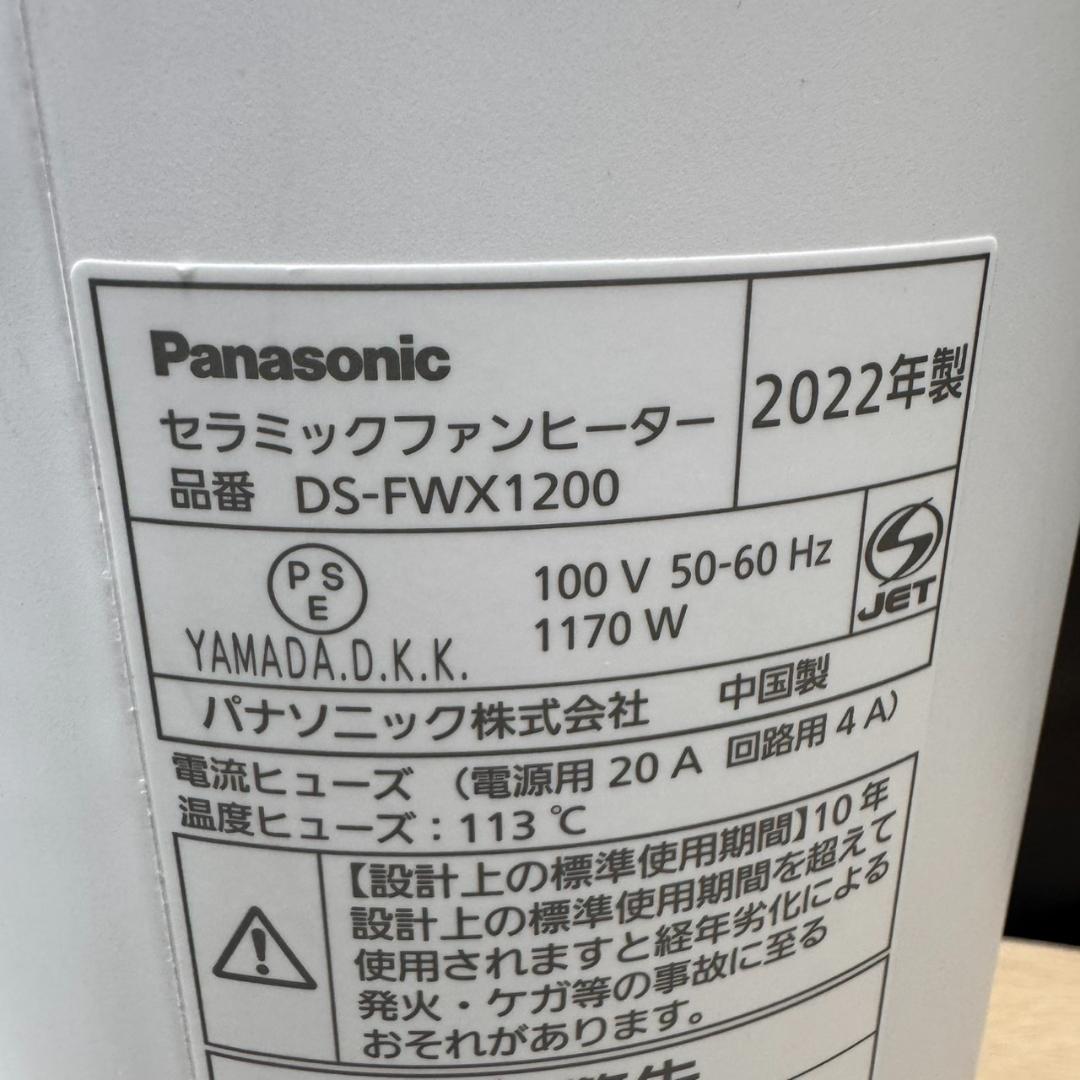 Panasonic
セラミックファンヒーター
品番 DS-FWX1200
2022年製
PSE
YAMADA.D.K.K.
100 V 50-60 Hz
1170 W
JET
パナソニック株式会社 中国製
電流ヒューズ (電源用 20 A 回路用 4 A)
温度ヒューズ：113 ℃
【設計上の標準使用期間】10 年
設計上の標準使用期間を超えて
使用されますと経年劣化による
発火・ケガ等の事故に至る
おそれがあります。